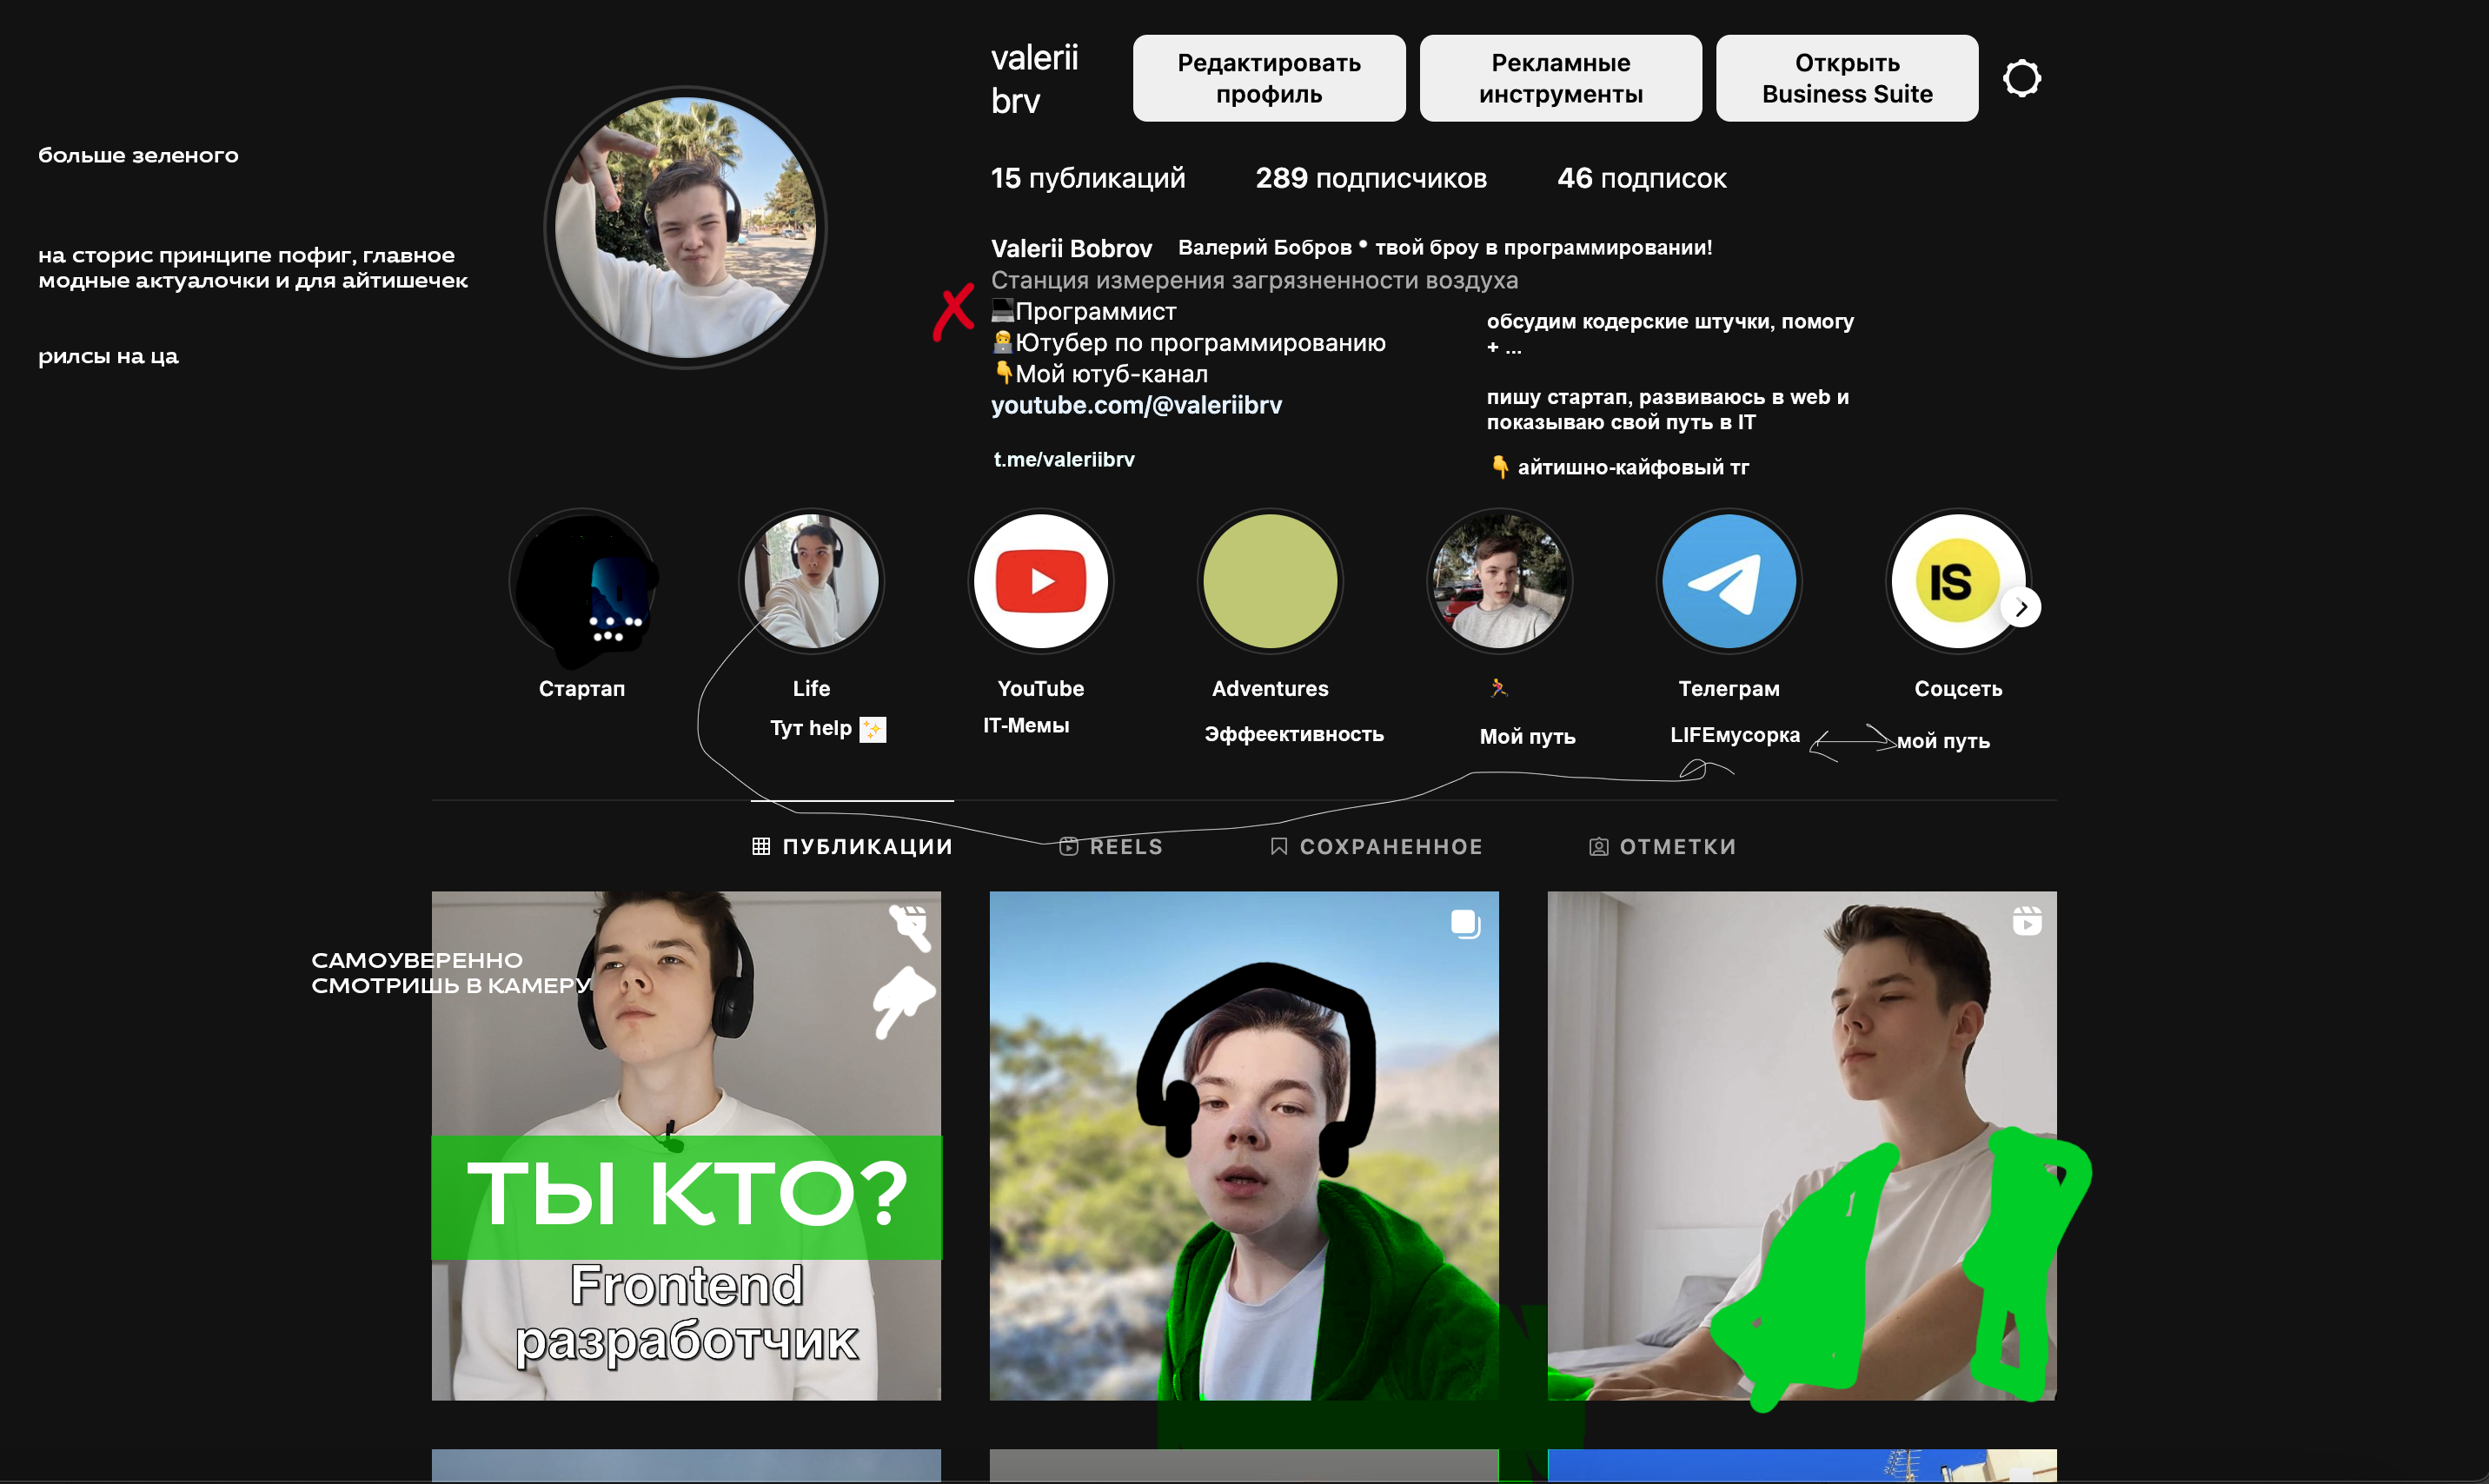 valerii
brv
Редактировать
профиль
Рекламные
инструменты
Открыть
Business Suite
больше зеленого
15 публикаций 289 подписчиков 46 подписок
на сторис принципе пофиг, главное
модные актуалочки и для айтишечек
рилсы на ца
Valerii Bobrov Валерий Бобров • твой броу в программировании!
Станция измерения загрязненности воздуха
💻Программист
👨‍💻Ютубер по программированию
👇Мой ютуб-канал
youtube.com/@valeriibrv
t.me/valeriibrv
обсудим кодерские штучки, помогу
+ ...
пишу стартап, развиваюсь в web и
показываю свой путь в IT
👇 айтишно-кайфовый тг
IS
Стартап Life YouTube Adventures 🏃 Телеграм Соцсеть
Тут help ✨ IT-Мемы Эффеективность Мой путь LIFEмусорка мой путь
ПУБЛИКАЦИИ REELS СОХРАНЕННОЕ ОТМЕТКИ
САМОУВЕРЕННО
СМОТРИШЬ В КАМЕРУ
ТЫ КТО?
Frontend
разработчик